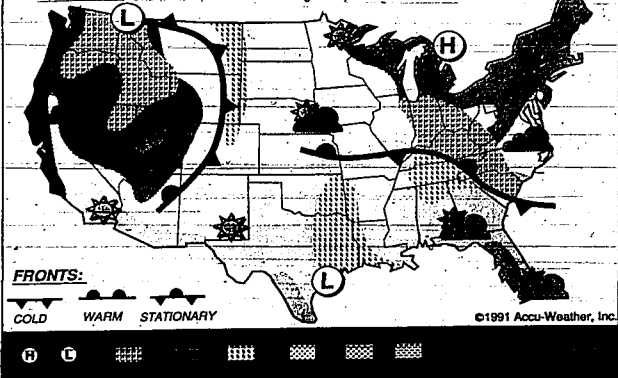 L
H
L
FRONTS:
COLD WARM STATIONARY
©1991 Accu-Weather, Inc.
H L